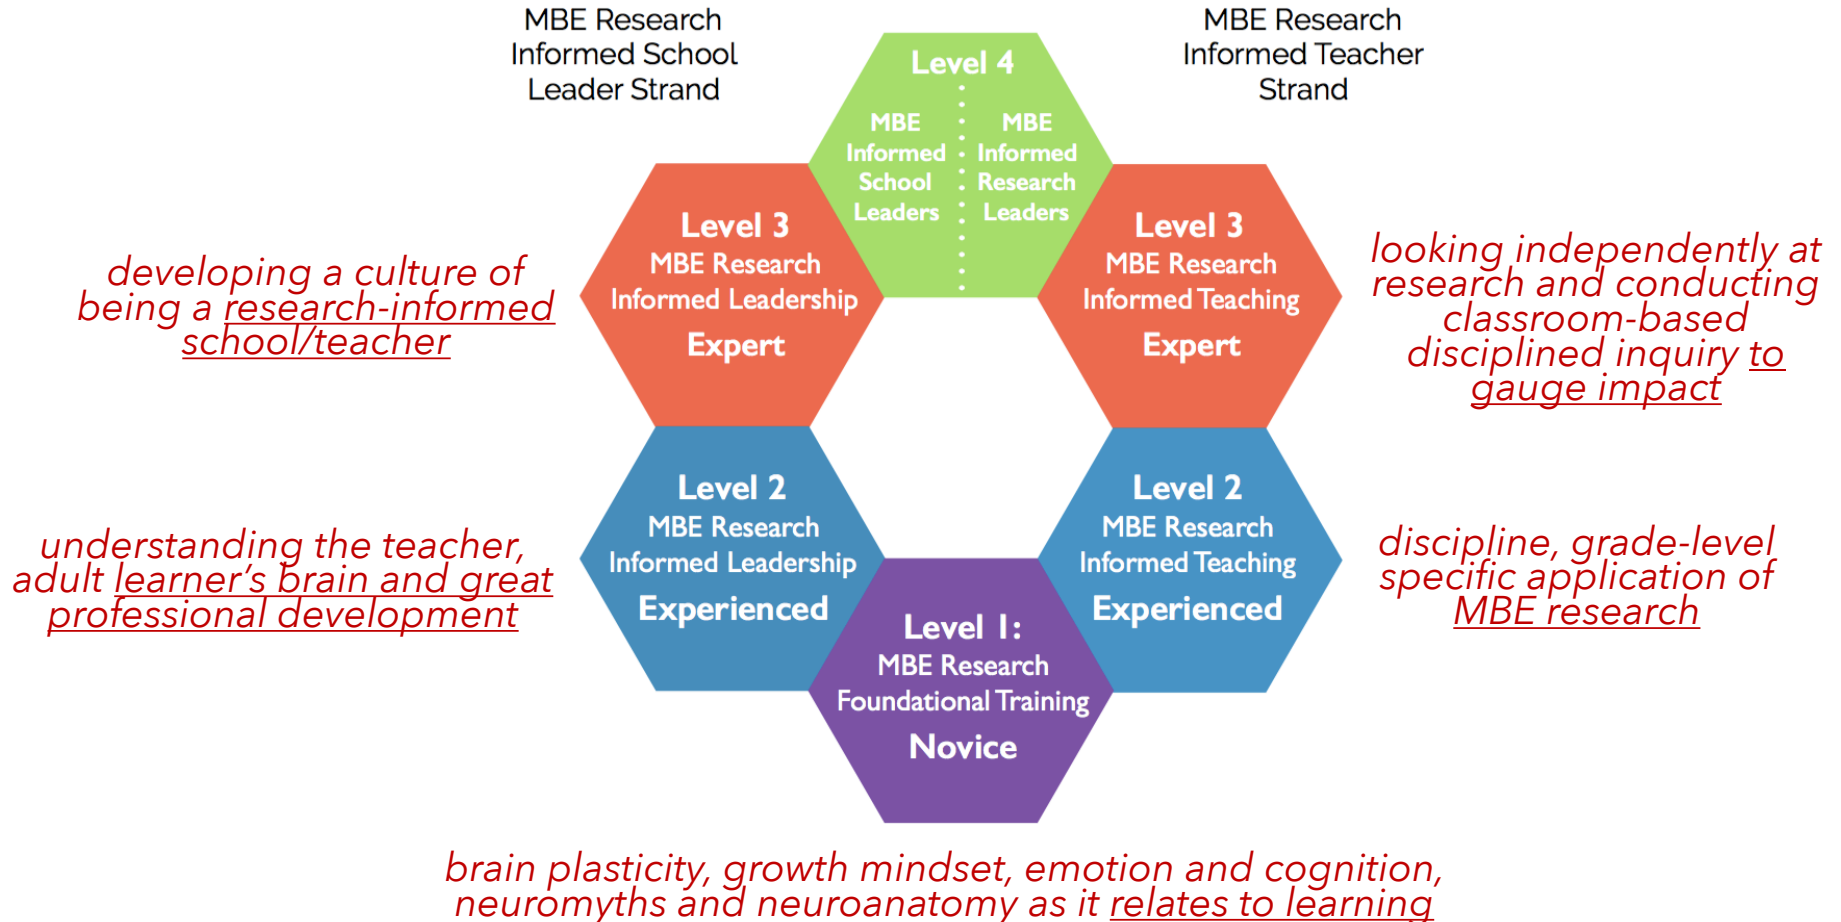 MBE Research
Informed School
Leader Strand
MBE Research
Informed Teacher
Strand
Level 4
MBE
Informed
School
Leaders
MBE
Informed
Research
Leaders
Level 3
MBE Research
Informed Leadership
Expert
Level 3
MBE Research
Informed Teaching
Expert
developing a culture of
being a research-informed
school/teacher
looking independently at
research and conducting
classroom-based
disciplined inquiry to
gauge impact
Level 2
MBE Research
Informed Leadership
Experienced
Level 2
MBE Research
Informed Teaching
Experienced
understanding the teacher,
adult learner's brain and great
professional development
discipline, grade-level
specific application of
MBE research
Level 1:
MBE Research
Foundational Training
Novice
brain plasticity, growth mindset, emotion and cognition,
neuromyths and neuroanatomy as it relates to learning